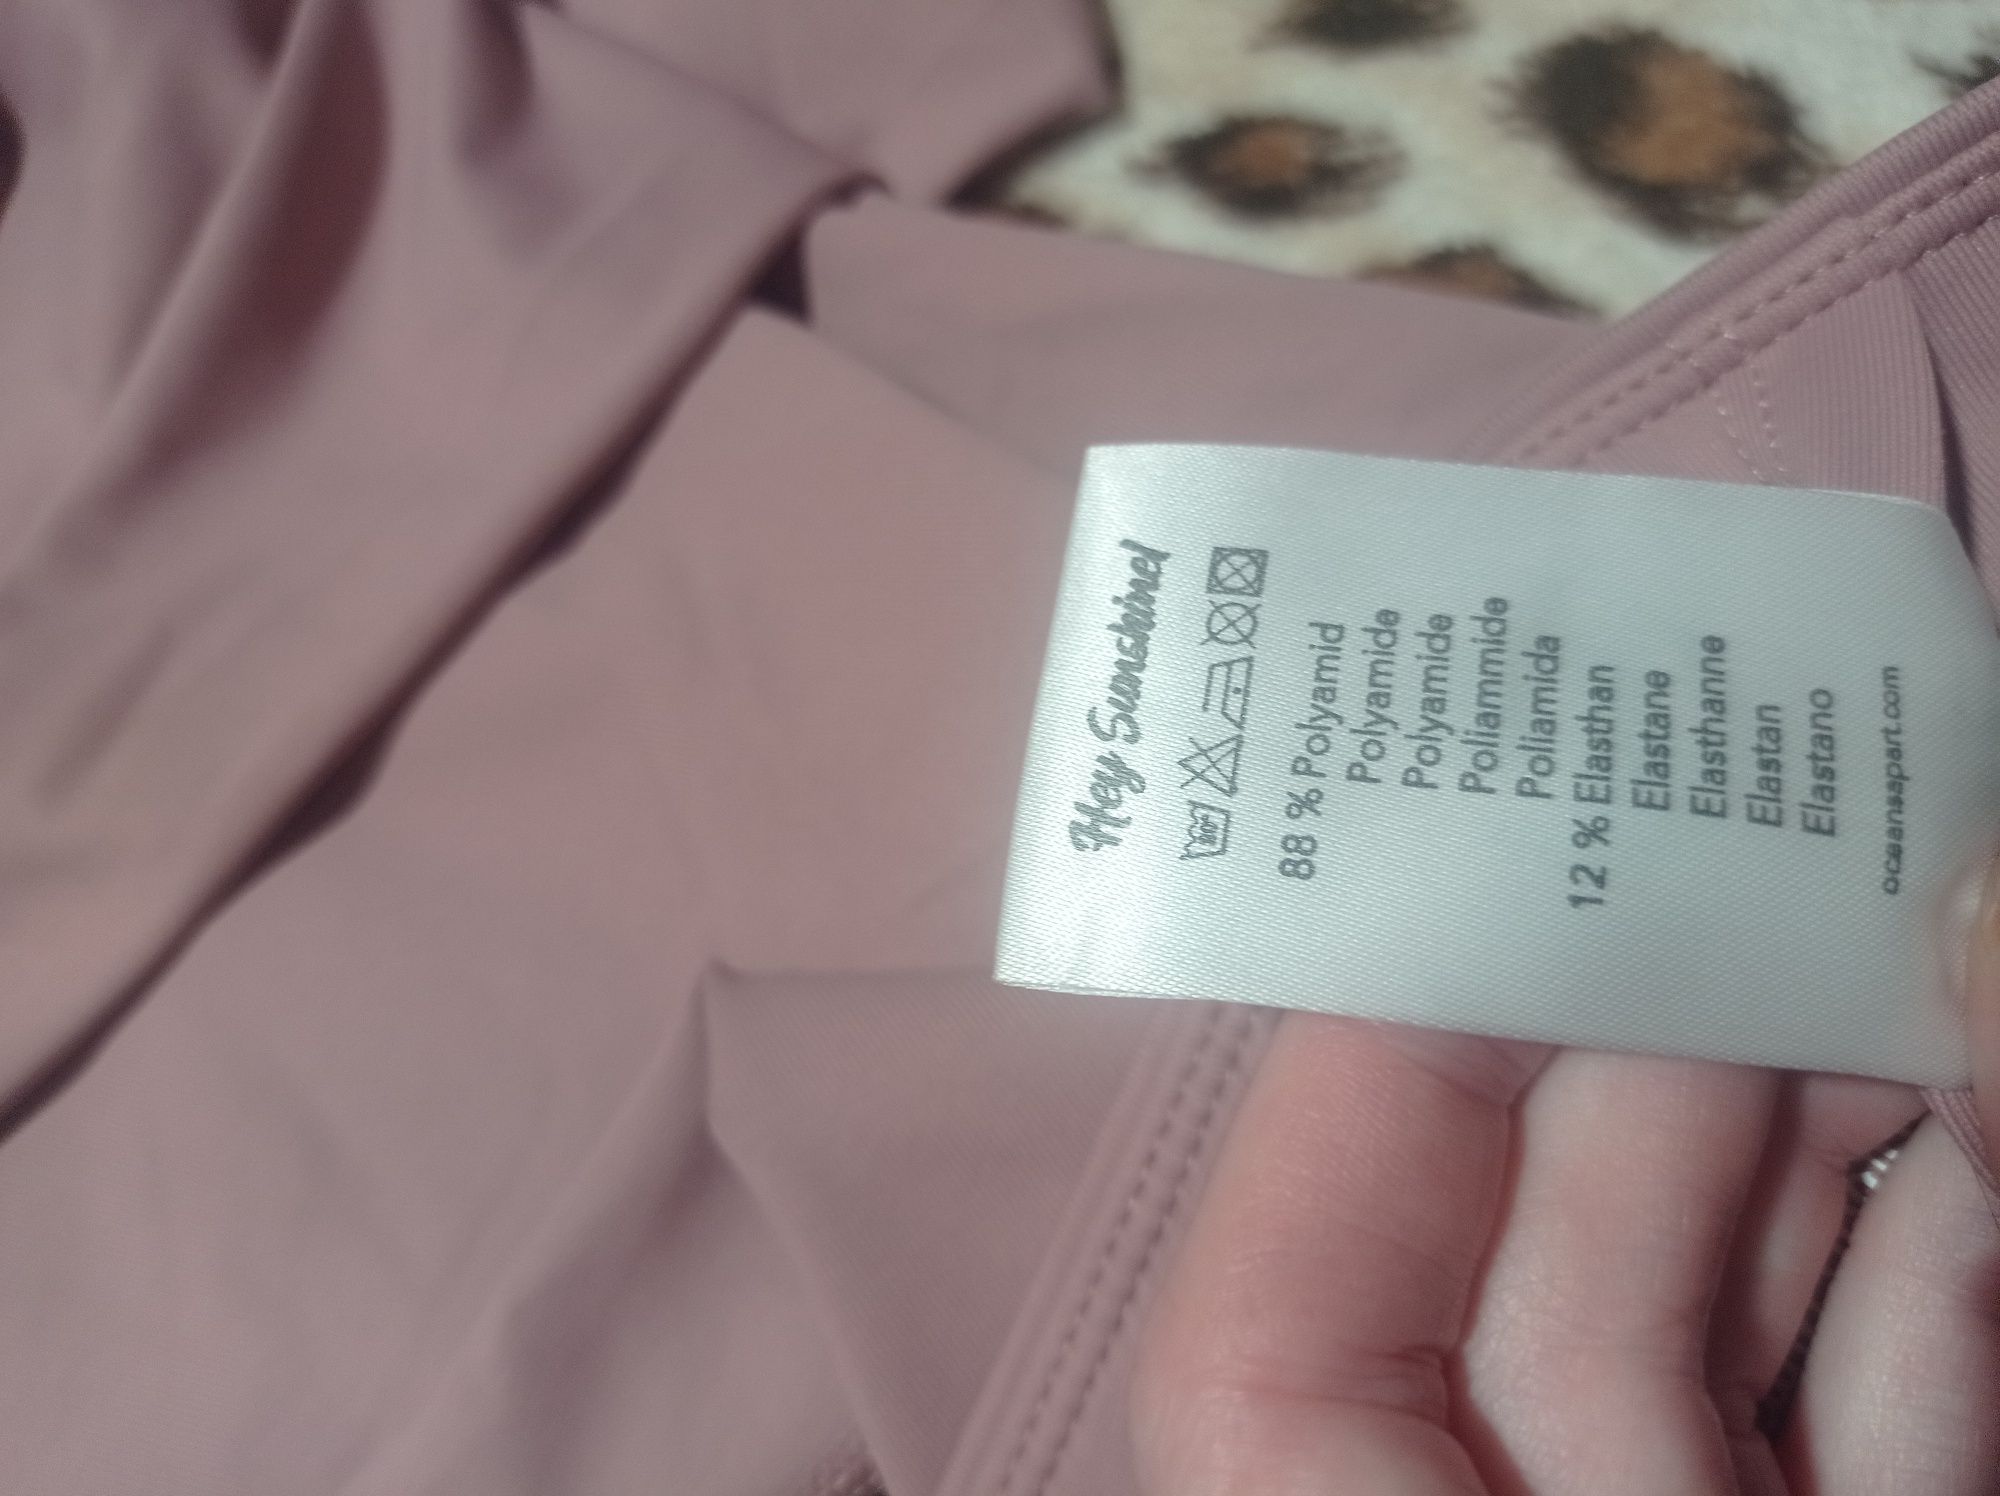 Hey Sunshine!
30°
88 % Polyamid
Polyamide
Polyamide
Poliammide
Poliamida
12 % Elasthan
Elastane
Elasthanne
Elastan
Elastano
oceansapart.com